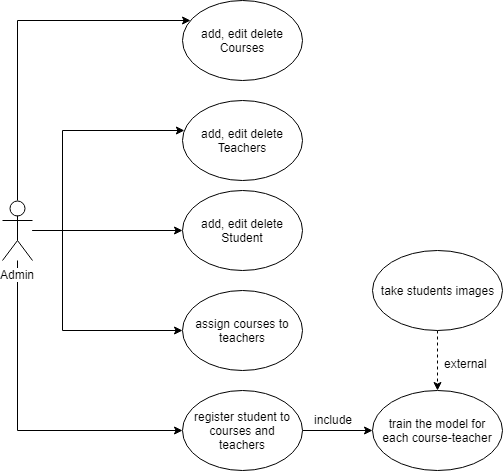 add, edit delete
Courses
add, edit delete
Teachers
add, edit delete
Student
Admin
take students images
assign courses to
teachers
external
register student to
courses and
teachers
include
train the model for
each course-teacher